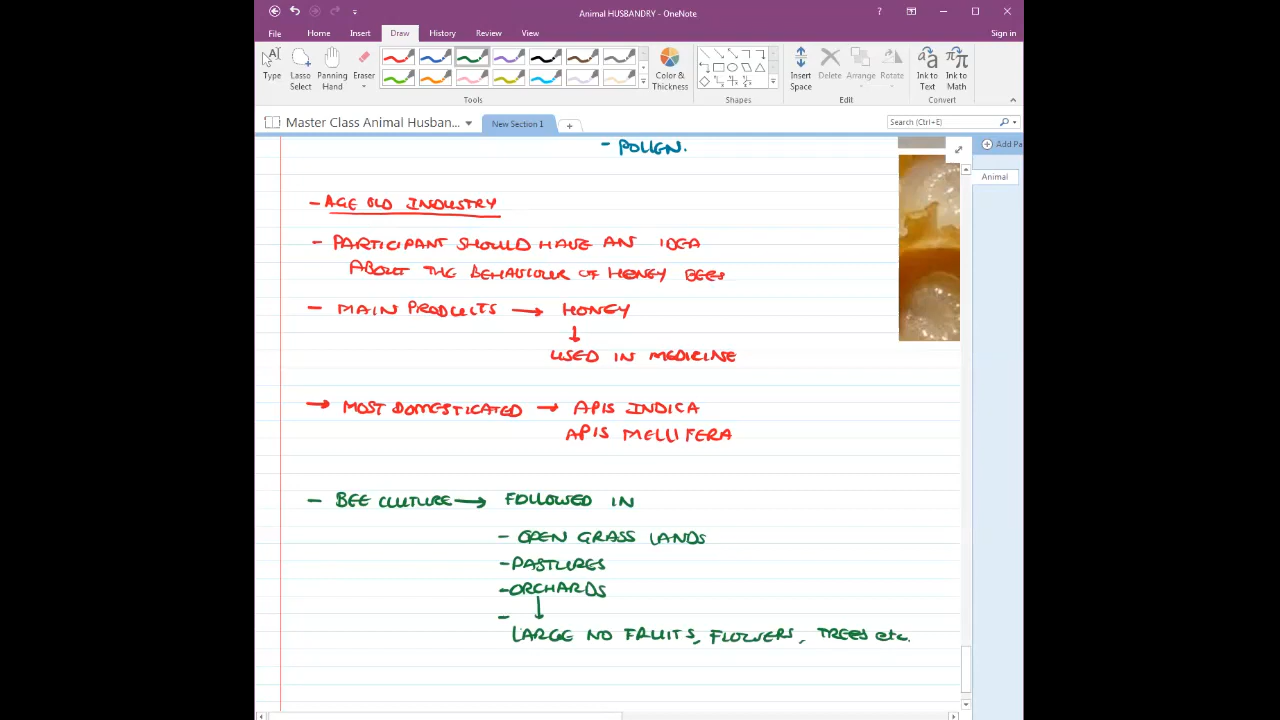 Animal HUSBANDRY - OneNote
File Home Insert Draw History Review View Sign in
Type Lasso Select Panning Hand Eraser Color & Thickness Insert Space Delete Arrange Rotate Ink to Text Ink to Math
Tools Shapes Edit Convert
Master Class Animal Husban... New Section 1 Search (Ctrl+E)
Add Pa
Animal
- POLLEN.
- AGE OLD INDUSTRY
- PARTICIPANT SHOULD HAVE AN IDEA
ABOUT THE BEHAVIOUR OF HONEY BEES
- MAIN PRODUCTS → HONEY
↓
USED IN MEDICINE
→ MOST DOMESTICATED → APIS INDICA
APIS MELLIFERA
- BEE CLUTURE → FOLLOWED IN
- OPEN GRASS LANDS
- PASTURES
- ORCHARDS
↓
-
LARGE NO FRUITS, FLOWERS, TREES etc.